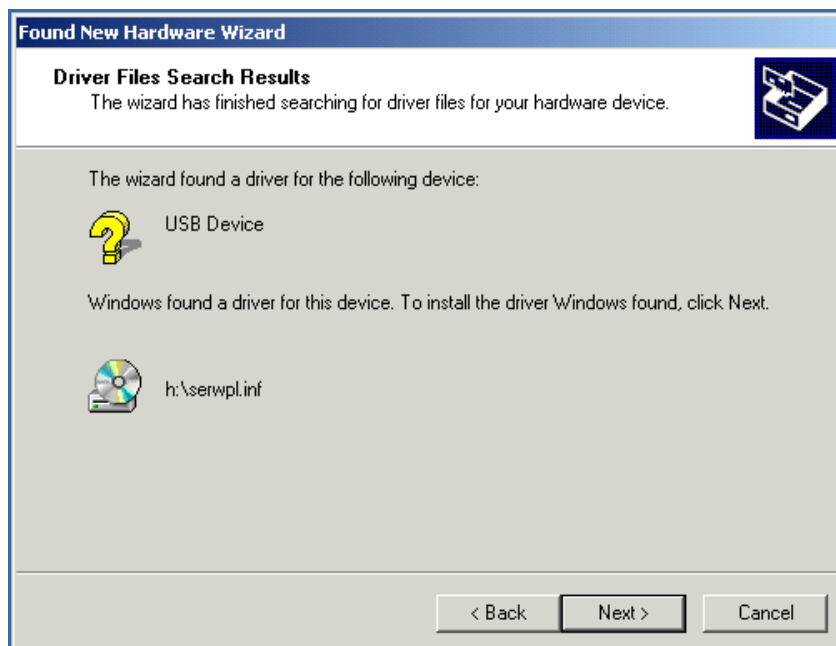 Found New Hardware Wizard
Driver Files Search Results
The wizard has finished searching for driver files for your hardware device.
The wizard found a driver for the following device:
USB Device
Windows found a driver for this device. To install the driver Windows found, click Next.
h:\serwpl.inf
< Back Next > Cancel